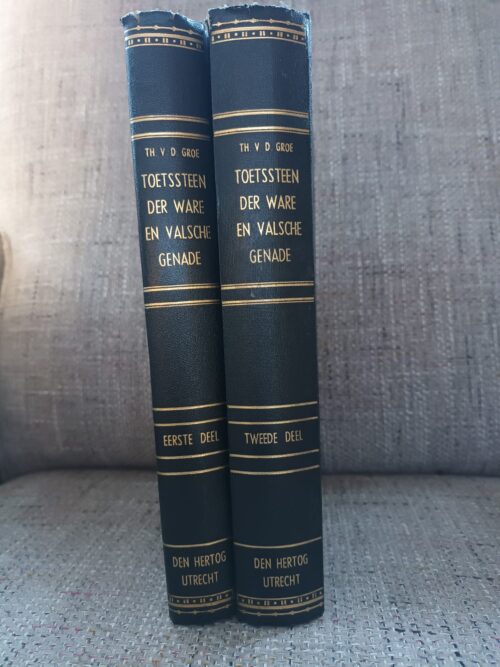 TH V D GROE
TOETSSTEEN
DER WARE
EN VALSCHE
GENADE
EERSTE DEEL
DEN HERTOG
UTRECHT
TH V D GROE
TOETSSTEEN
DER WARE
EN VALSCHE
GENADE
TWEEDE DEEL
DEN HERTOG
UTRECHT